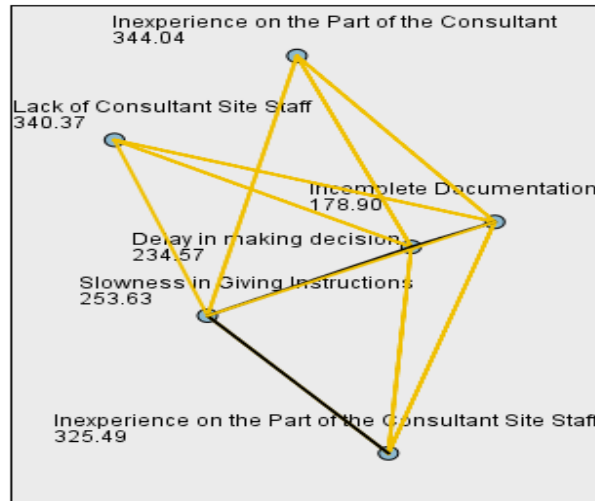 Inexperience on the Part of the Consultant
344.04
Lack of Consultant Site Staff
340.37
Incomplete Documentation
178.90
Delay in making decision
234.57
Slowness in Giving Instructions
253.63
Inexperience on the Part of the Consultant Site Staff
325.49